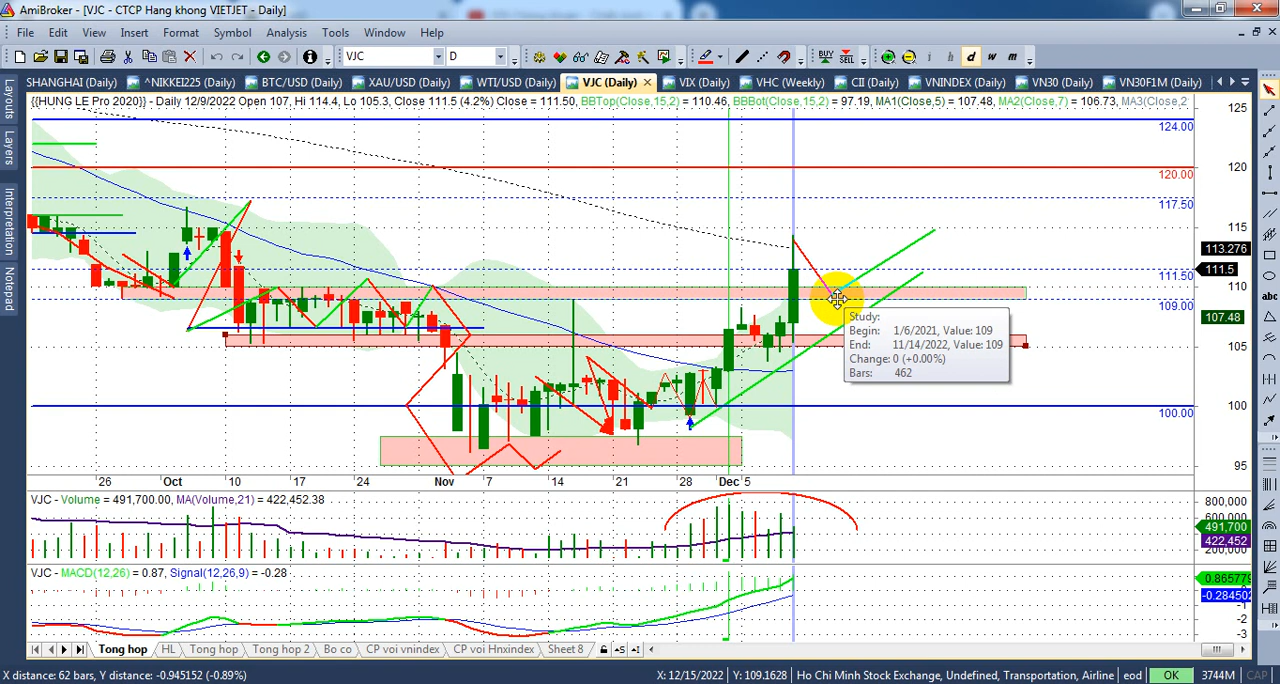 AmiBroker - [VJC - CTCP Hang khong VIETJET - Daily]
File Edit View Insert Format Symbol Analysis Tools Window Help
VJC D BUY SELL i h d w m
SHANGHAI (Daily) ^NIKKEI225 (Daily) BTC/USD (Daily) XAU/USD (Daily) WTI/USD (Daily) VJC (Daily) VIX (Daily) VHC (Weekly) CII (Daily) VNINDEX (Daily) VN30 (Daily) VN30F1M (Daily)
{{HUNG LE Pro 2020}} - Daily 12/9/2022 Open 107, Hi 114.4, Lo 105.3, Close 111.5 (4.2%) Close = 111.50, BBTop(Close,15,2) = 110.46, BBBot(Close,15,2) = 97.19, MA1(Close,5) = 107.48, MA2(Close,7) = 106.73, MA3(Close,2
Layouts
Layers
Interpretation
Notepad
abc
125
124.00
120
120.00
117.50
115
113.276
111.5
111.50
110
109.00
107.48
105
100
100.00
95
Study:
Begin: 1/6/2021, Value: 109
End: 11/14/2022, Value: 109
Change: 0 (+0.00%)
Bars: 462
26 Oct 10 17 24 Nov 7 14 21 28 Dec 5
VJC - Volume = 491,700.00, MA(Volume,21) = 422,452.38
800,000
600,000
491,700
422,452
200,000
VJC - MACD(12,26) = 0.87, Signal(12,26,9) = -0.28
0.865779
-0.284502
-1
-2
-3
Tong hop HL Tong hop Tong hop 2 Bo co CP voi vnindex CP voi Hnxindex Sheet 8
X distance: 62 bars, Y distance: -0.945152 (-0.89%) X: 12/15/2022 Y: 109.1628 Ho Chi Minh Stock Exchange, Undefined, Transportation, Airline eod OK 3744M CAP